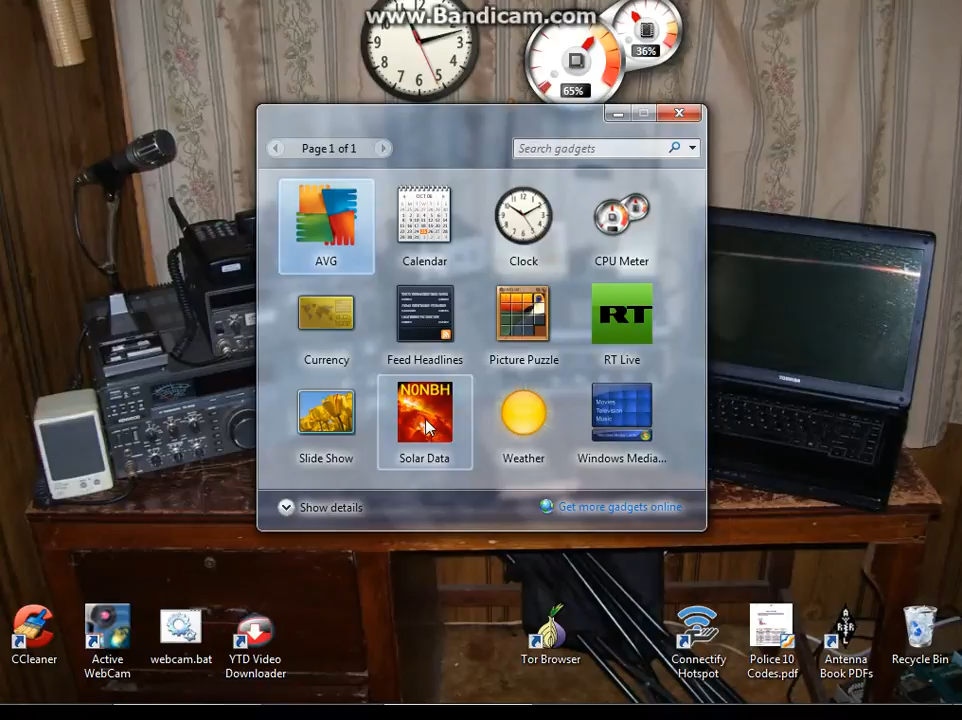 www.Bandicam.com
36%
65%
Page 1 of 1
Search gadgets
AVG
Calendar
Clock
CPU Meter
RT
Currency
Feed Headlines
Picture Puzzle
RT Live
N0NBH
Movies
Television
Music
Slide Show
Solar Data
Weather
Windows Media...
Show details
Get more gadgets online
TOSHIBA
CCleaner
Active WebCam
webcam.bat
YTD Video Downloader
Tor Browser
Connectify Hotspot
Police 10 Codes.pdf
Antenna Book PDFs
Recycle Bin